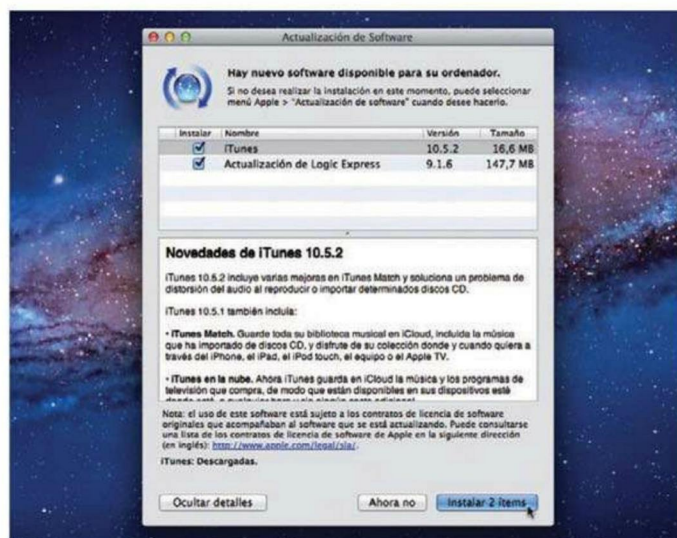 Actualización de Software
Hay nuevo software disponible para su ordenador.
Si no desea realizar la instalación en este momento, puede seleccionar
menú Apple > "Actualización de software" cuando desee hacerlo.
Instalar Nombre Versión Tamaño
iTunes 10.5.2 16,6 MB
Actualización de Logic Express 9.1.6 147,7 MB
Novedades de iTunes 10.5.2
iTunes 10.5.2 incluye varias mejoras en iTunes Match y soluciona un problema de
distorsión del audio al reproducir o importar determinados discos CD.
iTunes 10.5.1 también incluía:
• iTunes Match. Guarde toda su biblioteca musical en iCloud, incluida la música
que ha importado de discos CD, y disfrute de su colección donde y cuando quiera a
través del iPhone, el iPad, el iPod touch, el equipo o el Apple TV.
• iTunes en la nube. Ahora iTunes guarda en iCloud la música y los programas de
televisión que compra, de modo que están disponibles en sus dispositivos esté
Nota: el uso de este software está sujeto a los contratos de licencia de software
originales que acompañaban al software que se está actualizando. Puede consultarse
una lista de los contratos de licencia de software de Apple en la siguiente dirección
(en inglés): http://www.apple.com/legal/sla/.
iTunes: Descargadas.
Ocultar detalles Ahora no Instalar 2 ítems